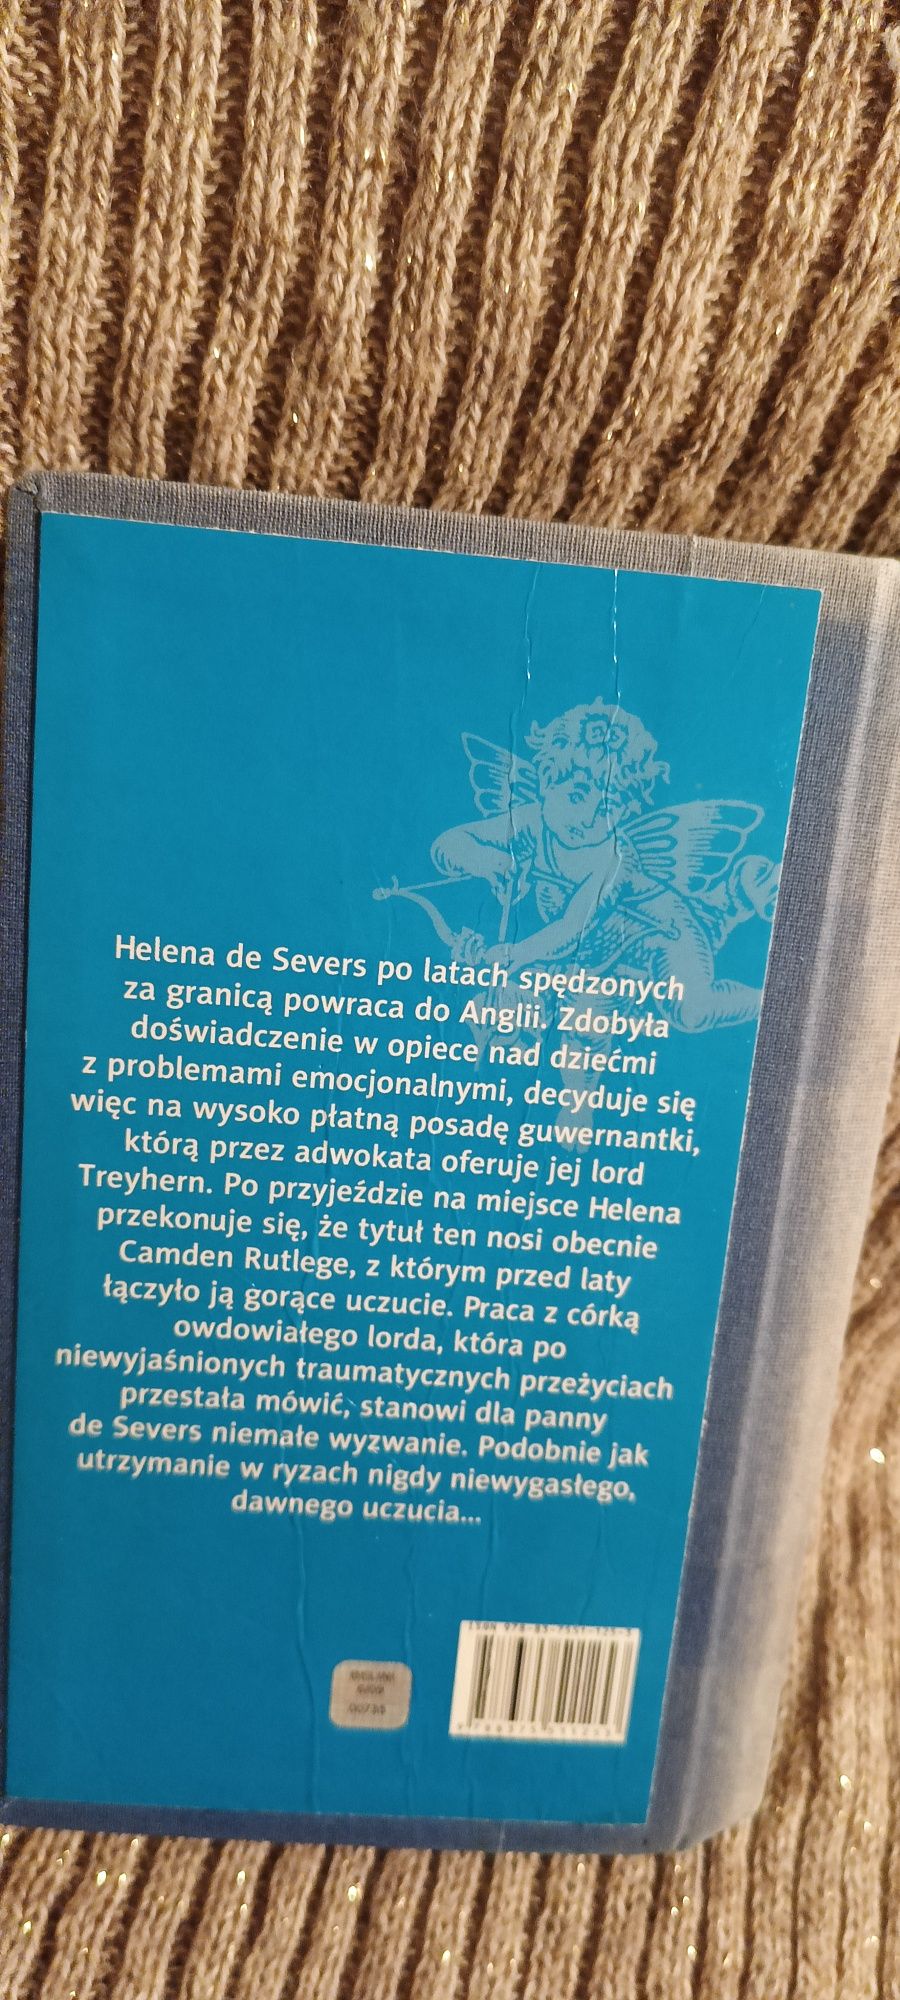 Helena de Severs po latach spędzonych
za granicą powraca do Anglii. Zdobyła
doświadczenie w opiece nad dziećmi
z problemami emocjonalnymi, decyduje się
więc na wysoko płatną posadę guwernantki,
którą przez adwokata oferuje jej lord
Treyhern. Po przyjeździe na miejsce Helena
przekonuje się, że tytuł ten nosi obecnie
Camden Rutlege, z którym przed laty
łączyło ją gorące uczucie. Praca z córką
owdowiałego lorda, która po
niewyjaśnionych traumatycznych przeżyciach
przestała mówić, stanowi dla panny
de Severs niemałe wyzwanie. Podobnie jak
utrzymanie w ryzach nigdy niewygasłego,
dawnego uczucia...
ISBN